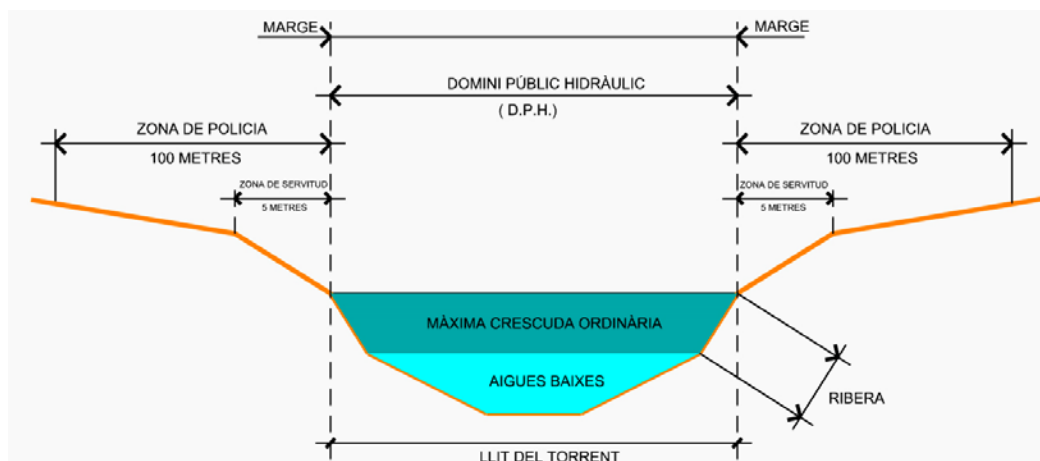 MARGE
MARGE
DOMINI PÚBLIC HIDRÀULIC
( D.P.H.)
ZONA DE POLICIA
100 METRES
ZONA DE POLICIA
100 METRES
ZONA DE SERVITUD
5 METRES
ZONA DE SERVITUD
5 METRES
MÀXIMA CRESCUDA ORDINÀRIA
AIGUES BAIXES
RIBERA
LLIT DEL TORRENT